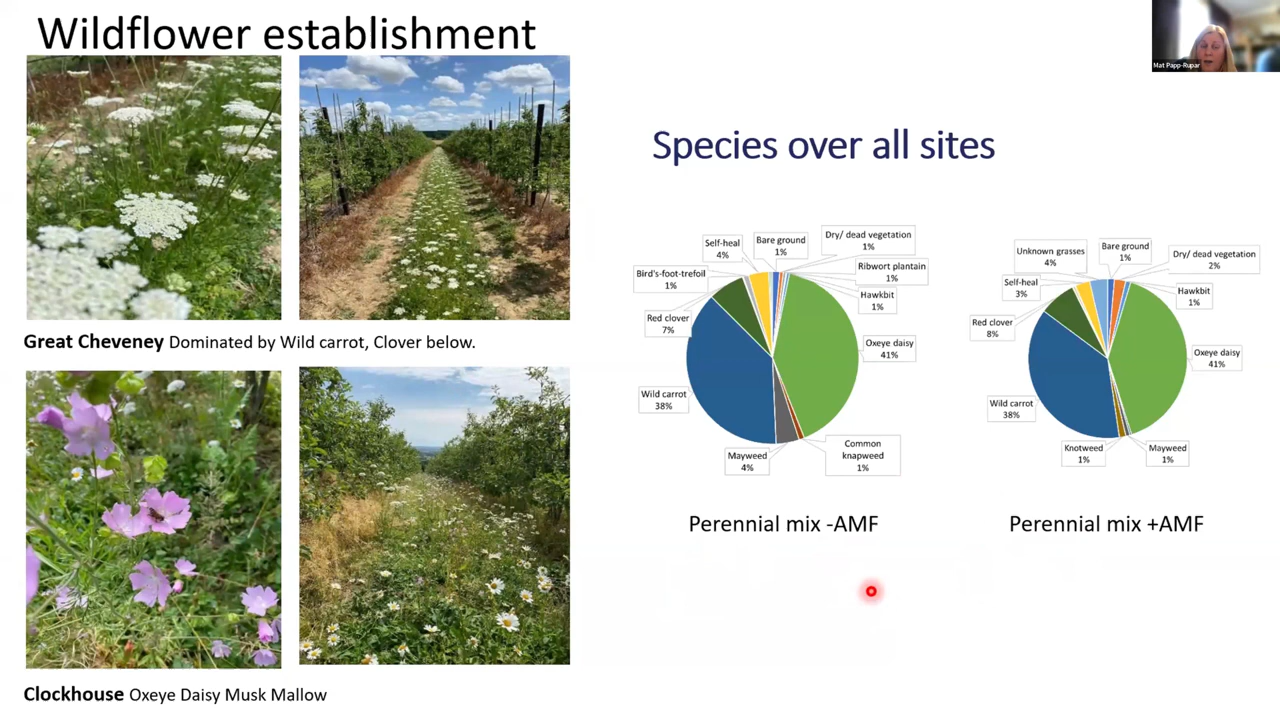 Wildflower establishment
Mat Papp-Rupar
Great Cheveney Dominated by Wild carrot, Clover below.
Clockhouse Oxeye Daisy Musk Mallow
Species over all sites
Self-heal
4%
Bare ground
1%
Dry/ dead vegetation
1%
Bird's-foot-trefoil
1%
Ribwort plantain
1%
Hawkbit
1%
Red clover
7%
Oxeye daisy
41%
Wild carrot
38%
Mayweed
4%
Common
knapweed
1%
Perennial mix -AMF
Unknown grasses
4%
Bare ground
1%
Dry/ dead vegetation
2%
Self-heal
3%
Hawkbit
1%
Red clover
8%
Oxeye daisy
41%
Wild carrot
38%
Knotweed
1%
Mayweed
1%
Perennial mix +AMF